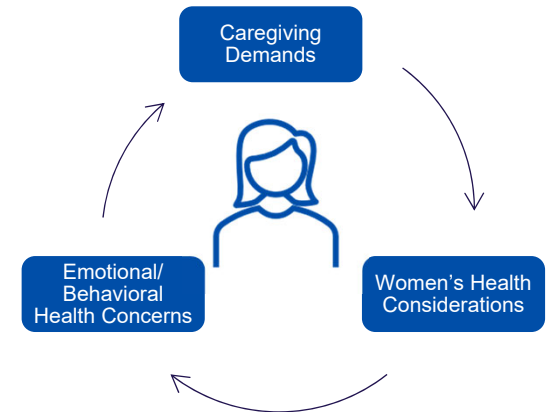 Caregiving
Demands
Emotional/
Behavioral
Health Concerns
Women’s Health
Considerations